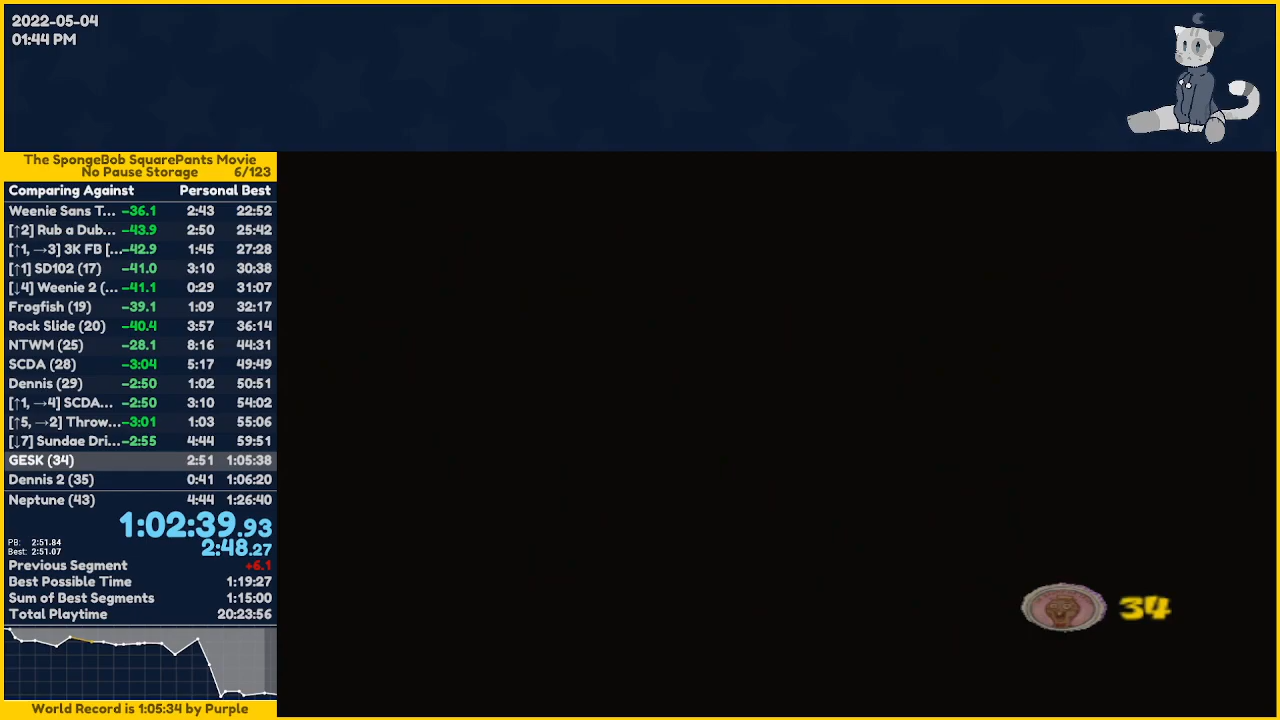 2022-05-04
01:44 PM
The SpongeBob SquarePants Movie
No Pause Storage 6/123
Comparing Against Personal Best
Weenie Sans T... -36.1 2:43 22:52
[↑2] Rub a Dub... -43.9 2:50 25:42
[↑1, →3] 3K FB [... -42.9 1:45 27:28
[↑1] SD102 (17) -41.0 3:10 30:38
[↓4] Weenie 2 (... -41.1 0:29 31:07
Frogfish (19) -39.1 1:09 32:17
Rock Slide (20) -40.4 3:57 36:14
NTWM (25) -28.1 8:16 44:31
SCDA (28) -3:04 5:17 49:49
Dennis (29) -2:50 1:02 50:51
[↑1, →4] SCDA... -2:50 3:10 54:02
[↑5, →2] Throw... -3:01 1:03 55:06
[↓7] Sundae Dri... -2:55 4:44 59:51
GESK (34) 2:51 1:05:38
Dennis 2 (35) 0:41 1:06:20
Neptune (43) 4:44 1:26:40
1:02:39.93
PB: 2:51.84
2:48.27
Best: 2:51.07
Previous Segment +6.1
Best Possible Time 1:19:27
Sum of Best Segments 1:15:00
Total Playtime 20:23:56
34
World Record is 1:05:34 by Purple